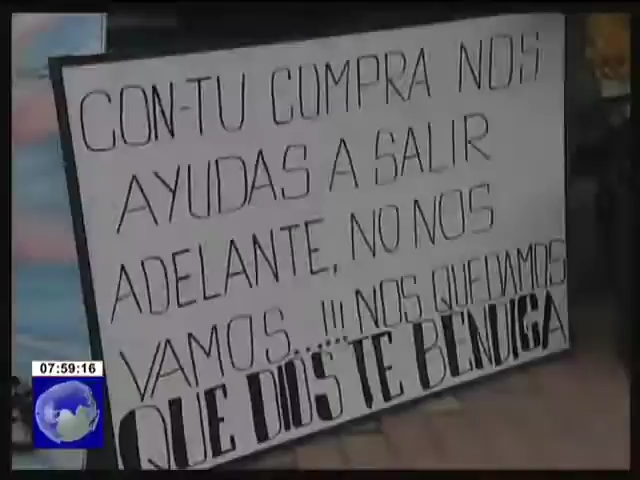 CON-TU COMPRA NOS
AYUDAS A SALIR
ADELANTE, NO NOS
VAMOS...!!! NOS QUEDAMOS
QUE DIOS TE BENDIGA
07:59:16